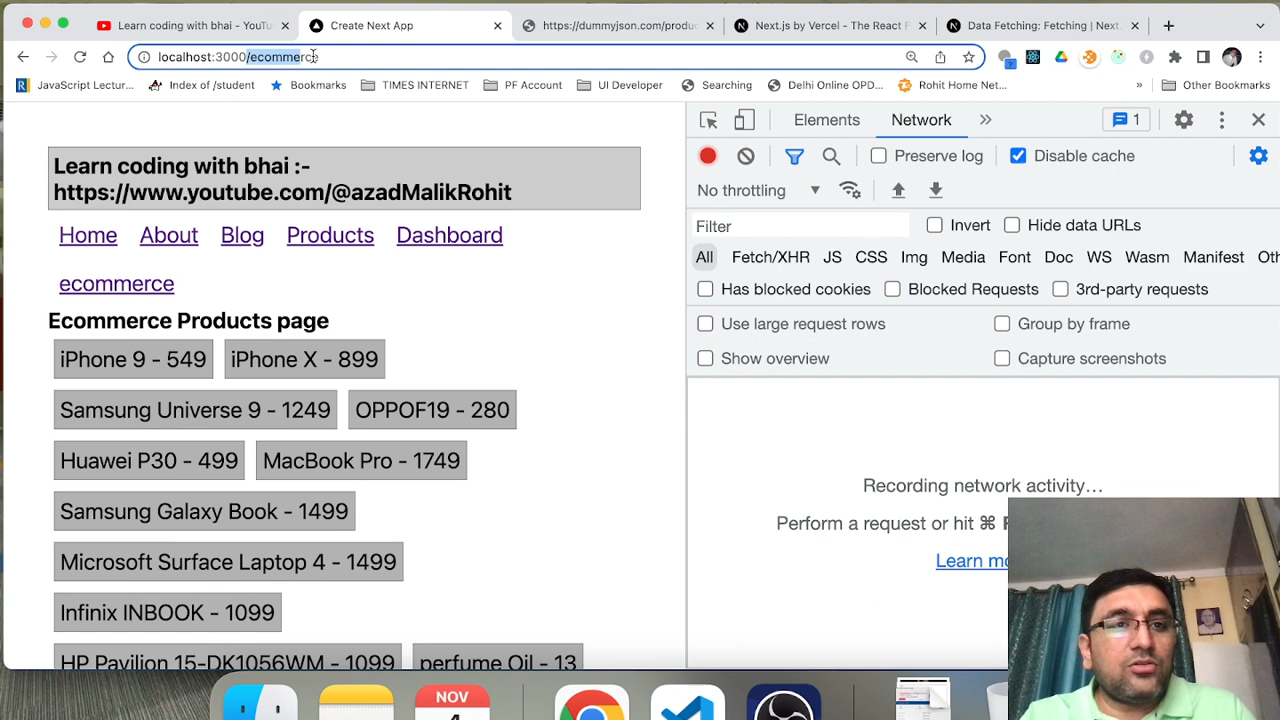 Learn coding with bhai - YouTu
Create Next App
https://dummyjson.com/produc
Next.js by Vercel - The React F
Data Fetching: Fetching | Next.
localhost:3000/ecommerce
JavaScript Lectur...
Index of /student
Bookmarks
TIMES INTERNET
PF Account
UI Developer
Searching
Delhi Online OPD...
Rohit Home Net...
»
Other Bookmarks
Learn coding with bhai :-
https://www.youtube.com/@azadMalikRohit
Home About Blog Products Dashboard
ecommerce
Ecommerce Products page
iPhone 9 - 549 iPhone X - 899
Samsung Universe 9 - 1249 OPPOF19 - 280
Huawei P30 - 499 MacBook Pro - 1749
Samsung Galaxy Book - 1499
Microsoft Surface Laptop 4 - 1499
Infinix INBOOK - 1099
HP Pavilion 15-DK1056WM - 1099 perfume Oil - 13
Elements Network » 1
Preserve log Disable cache
No throttling
Filter Invert Hide data URLs
All Fetch/XHR JS CSS Img Media Font Doc WS Wasm Manifest Oth
Has blocked cookies Blocked Requests 3rd-party requests
Use large request rows Group by frame
Show overview Capture screenshots
Recording network activity…
Perform a request or hit ⌘
Learn mo
NOV